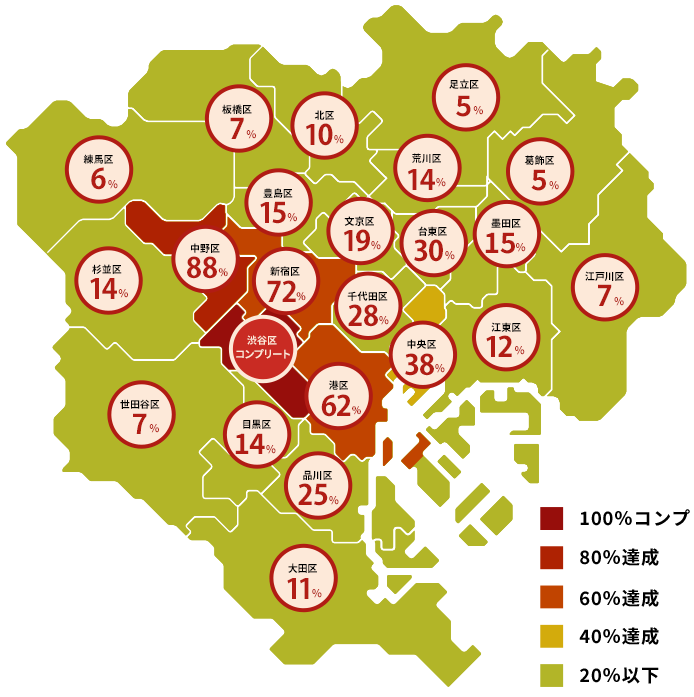 足立区
5%
板橋区
7%
北区
10%
練馬区
6%
荒川区
14%
葛飾区
5%
豊島区
15%
文京区
19%
台東区
30%
墨田区
15%
中野区
88%
杉並区
14%
新宿区
72%
千代田区
28%
江戸川区
7%
渋谷区
コンプリート
中央区
38%
江東区
12%
港区
62%
世田谷区
7%
目黒区
14%
品川区
25%
大田区
11%
100%コンプ
80%達成
60%達成
40%達成
20%以下